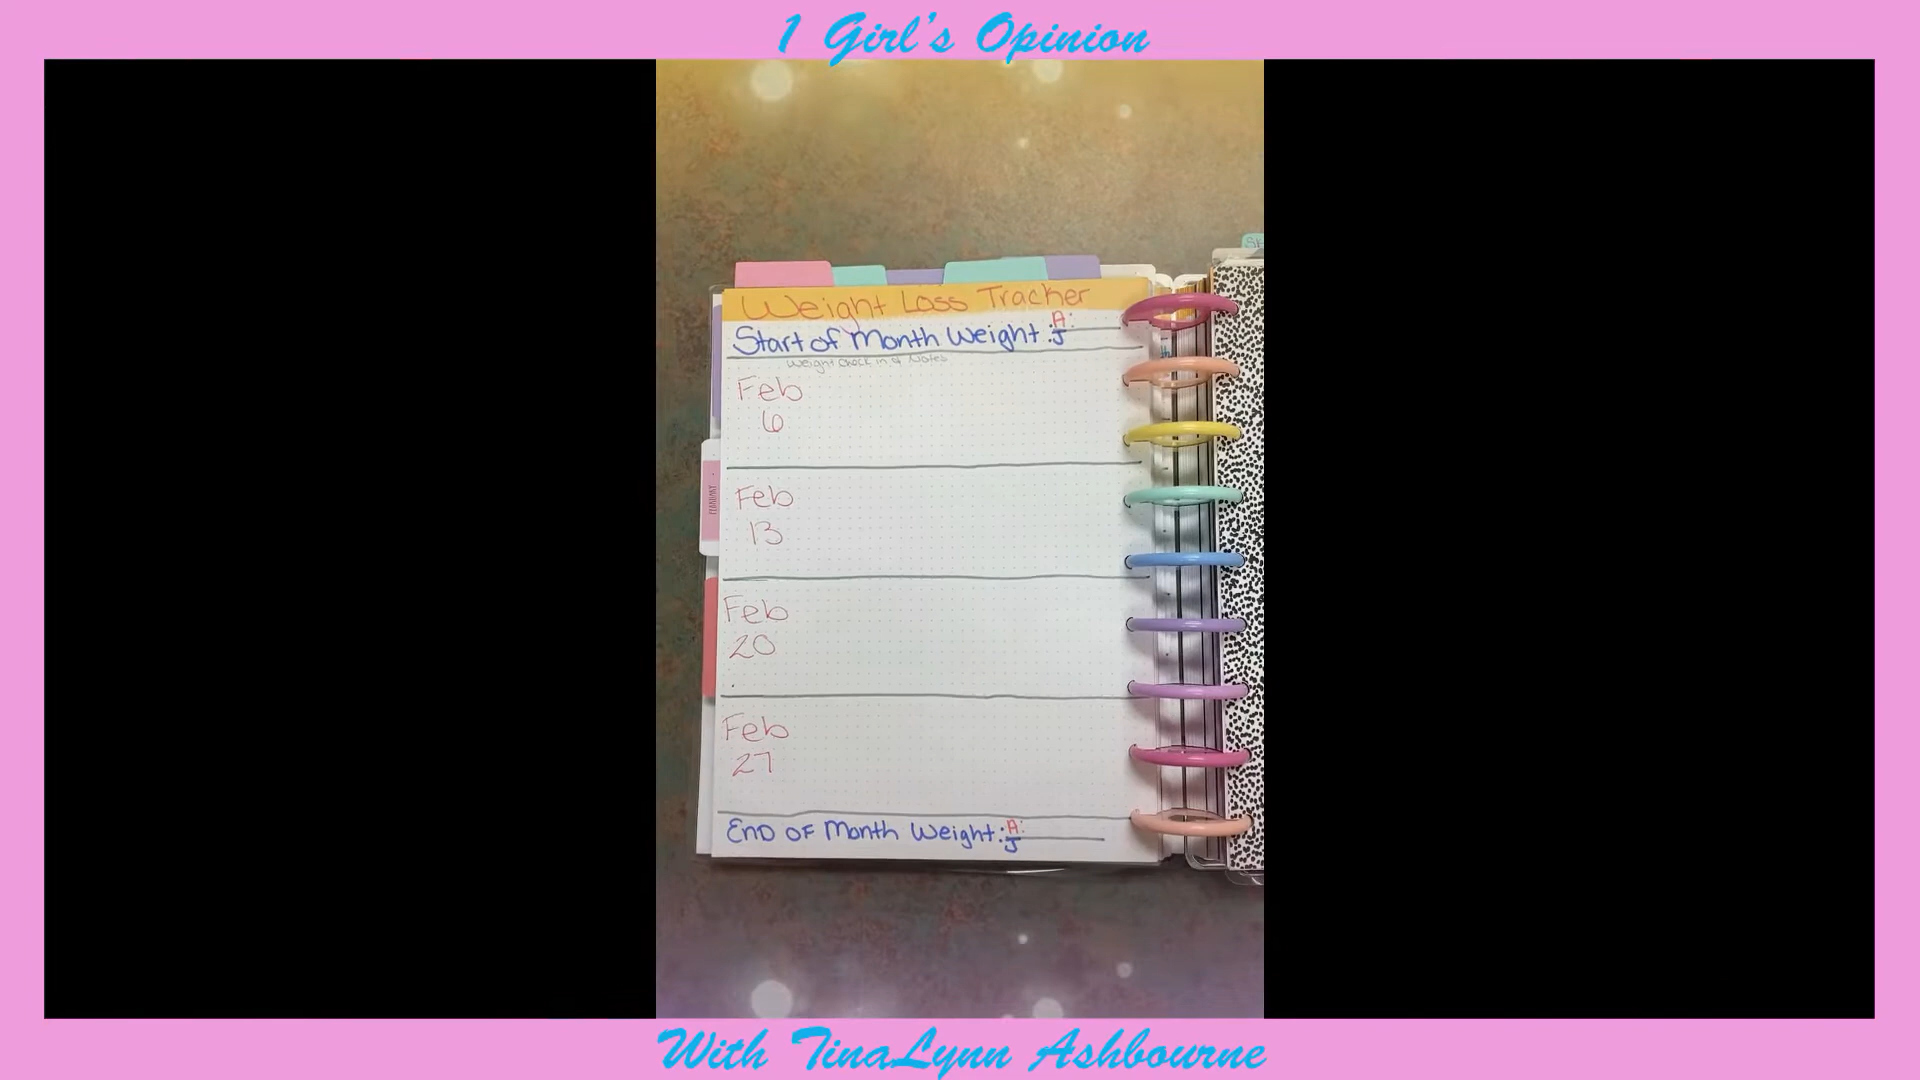 1 Girl's Opinion
Weight Loss Tracker
Start of Month Weight: A:
J
Weight Check in & Notes
Feb
6
Feb
13
Feb
20
Feb
27
End of Month Weight: A:
J
FEBRUARY
With TinaLynn Ashbourne